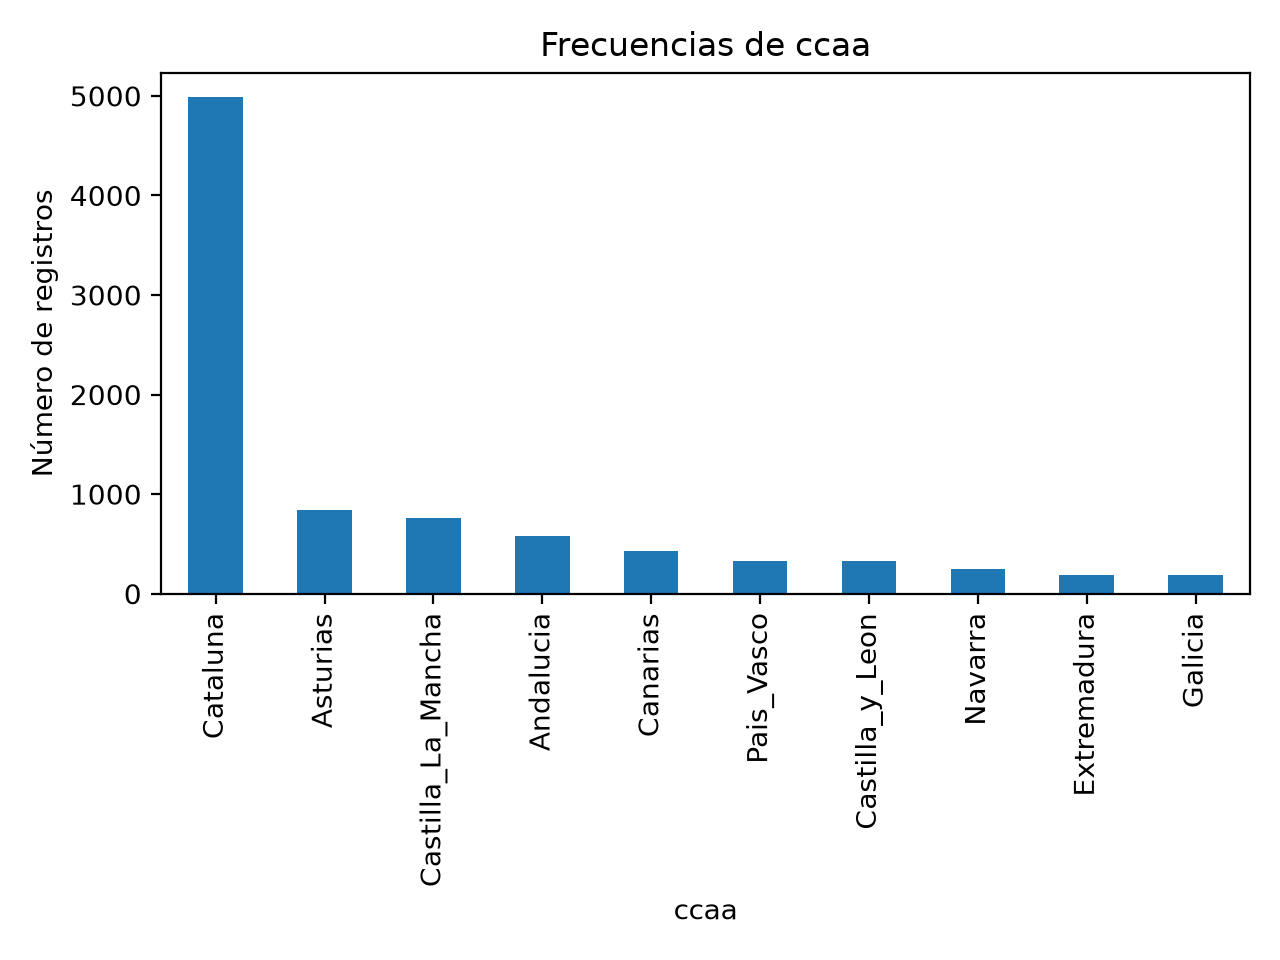 Frecuencias de ccaa
Número de registros
5000
4000
3000
2000
1000
0
Cataluna
Asturias
Castilla_La_Mancha
Andalucia
Canarias
Pais_Vasco
Castilla_y_Leon
Navarra
Extremadura
Galicia
ccaa